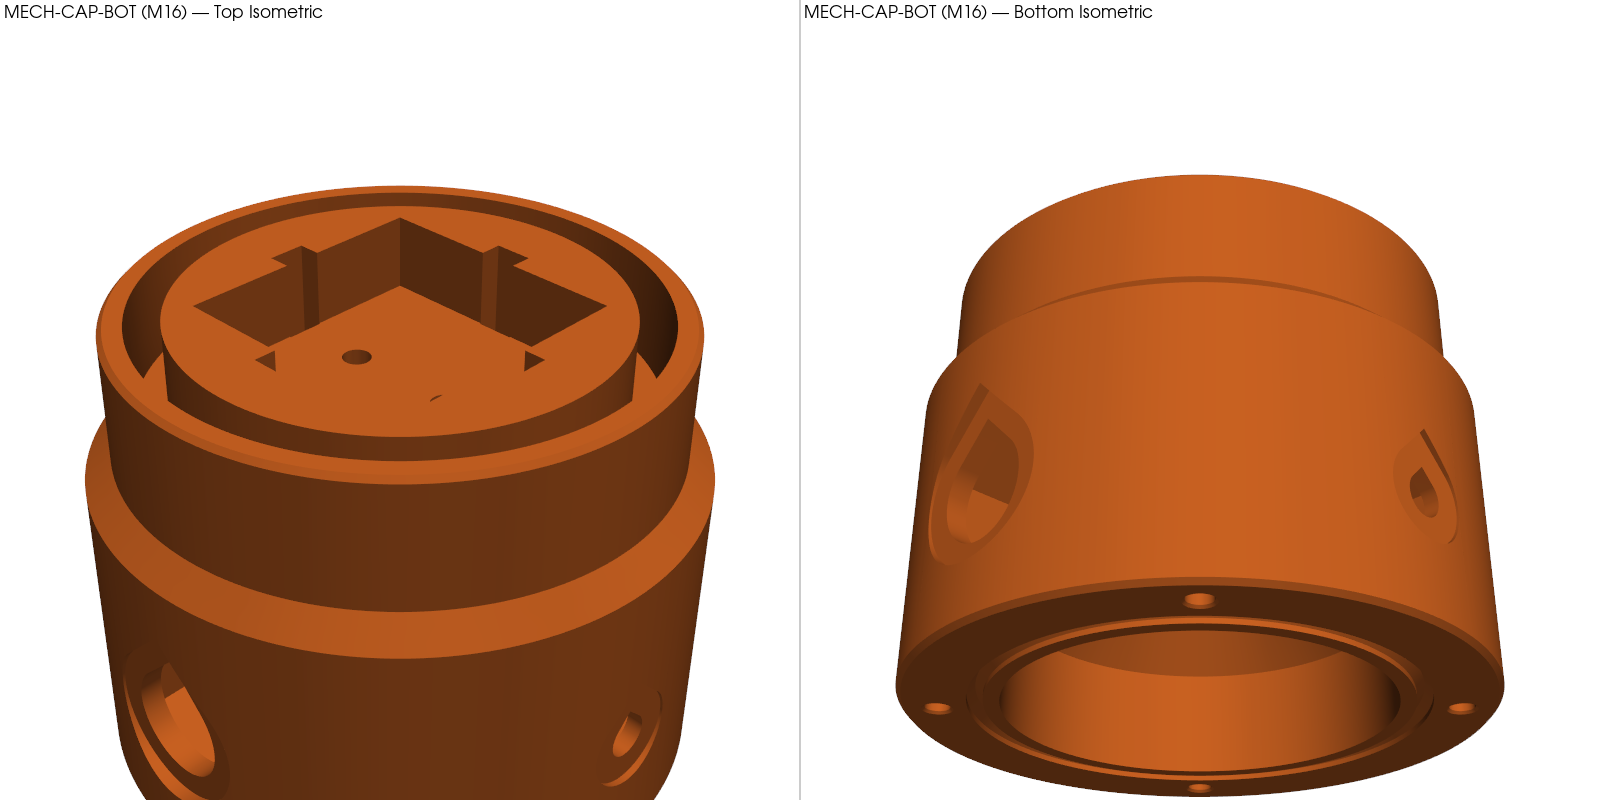 MECH-CAP-BOT (M16) — Top Isometric
MECH-CAP-BOT (M16) — Bottom Isometric